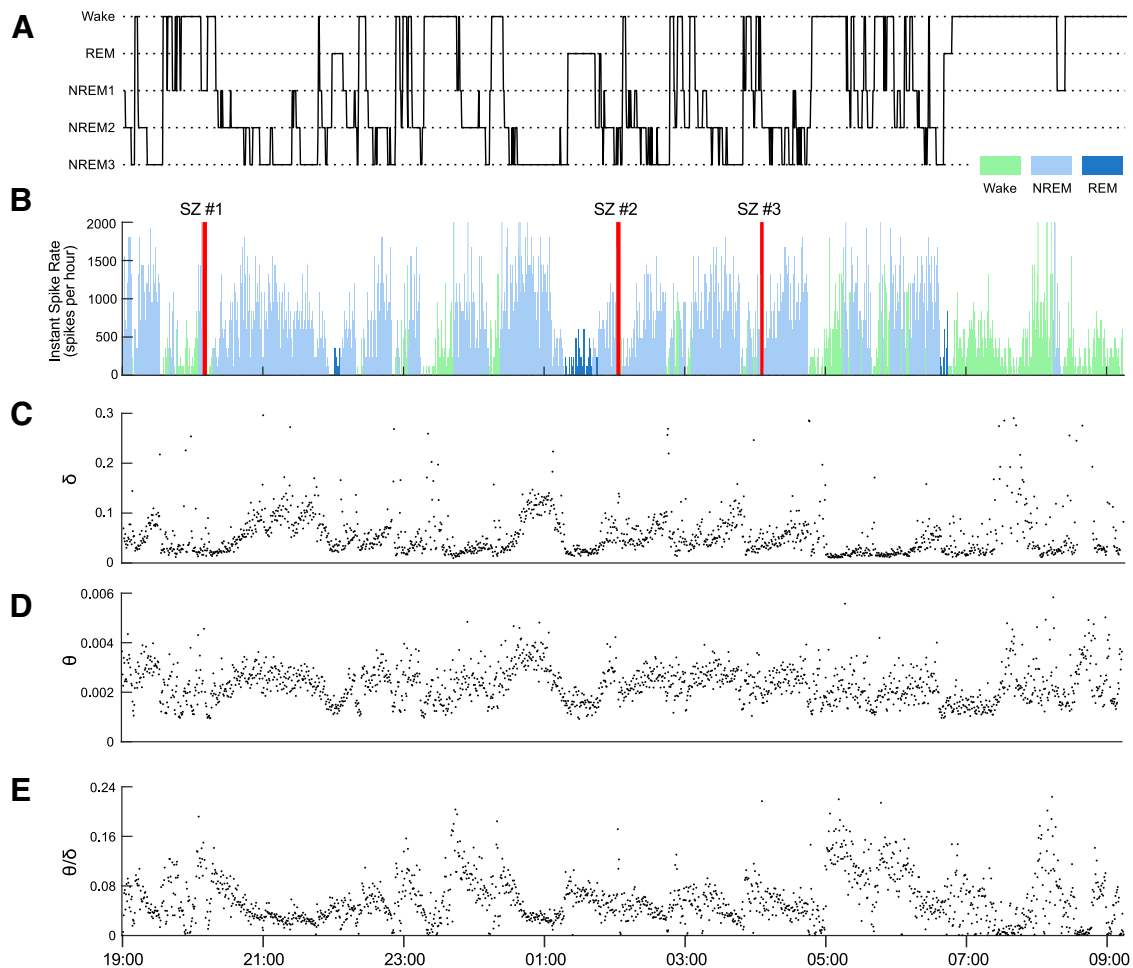 A
Wake
REM
NREM1
NREM2
NREM3
Wake NREM REM
B
SZ #1 SZ #2 SZ #3
Instant Spike Rate
(spikes per hour)
2000
1500
1000
500
0
C
δ
0.3
0.2
0.1
0
D
θ
0.006
0.004
0.002
0
E
θ/δ
0.24
0.16
0.08
0
19:00 21:00 23:00 01:00 03:00 05:00 07:00 09:00